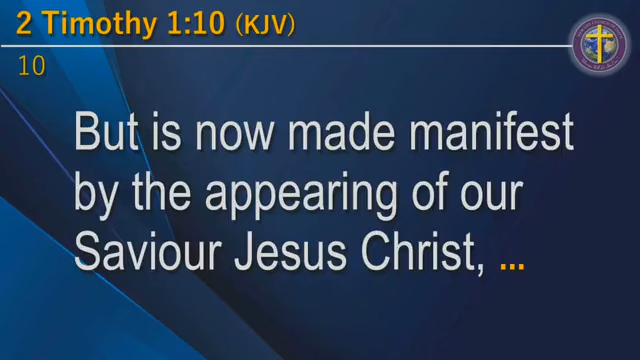 2 Timothy 1:10 (KJV)
10
But is now made manifest
by the appearing of our
Saviour Jesus Christ, ...